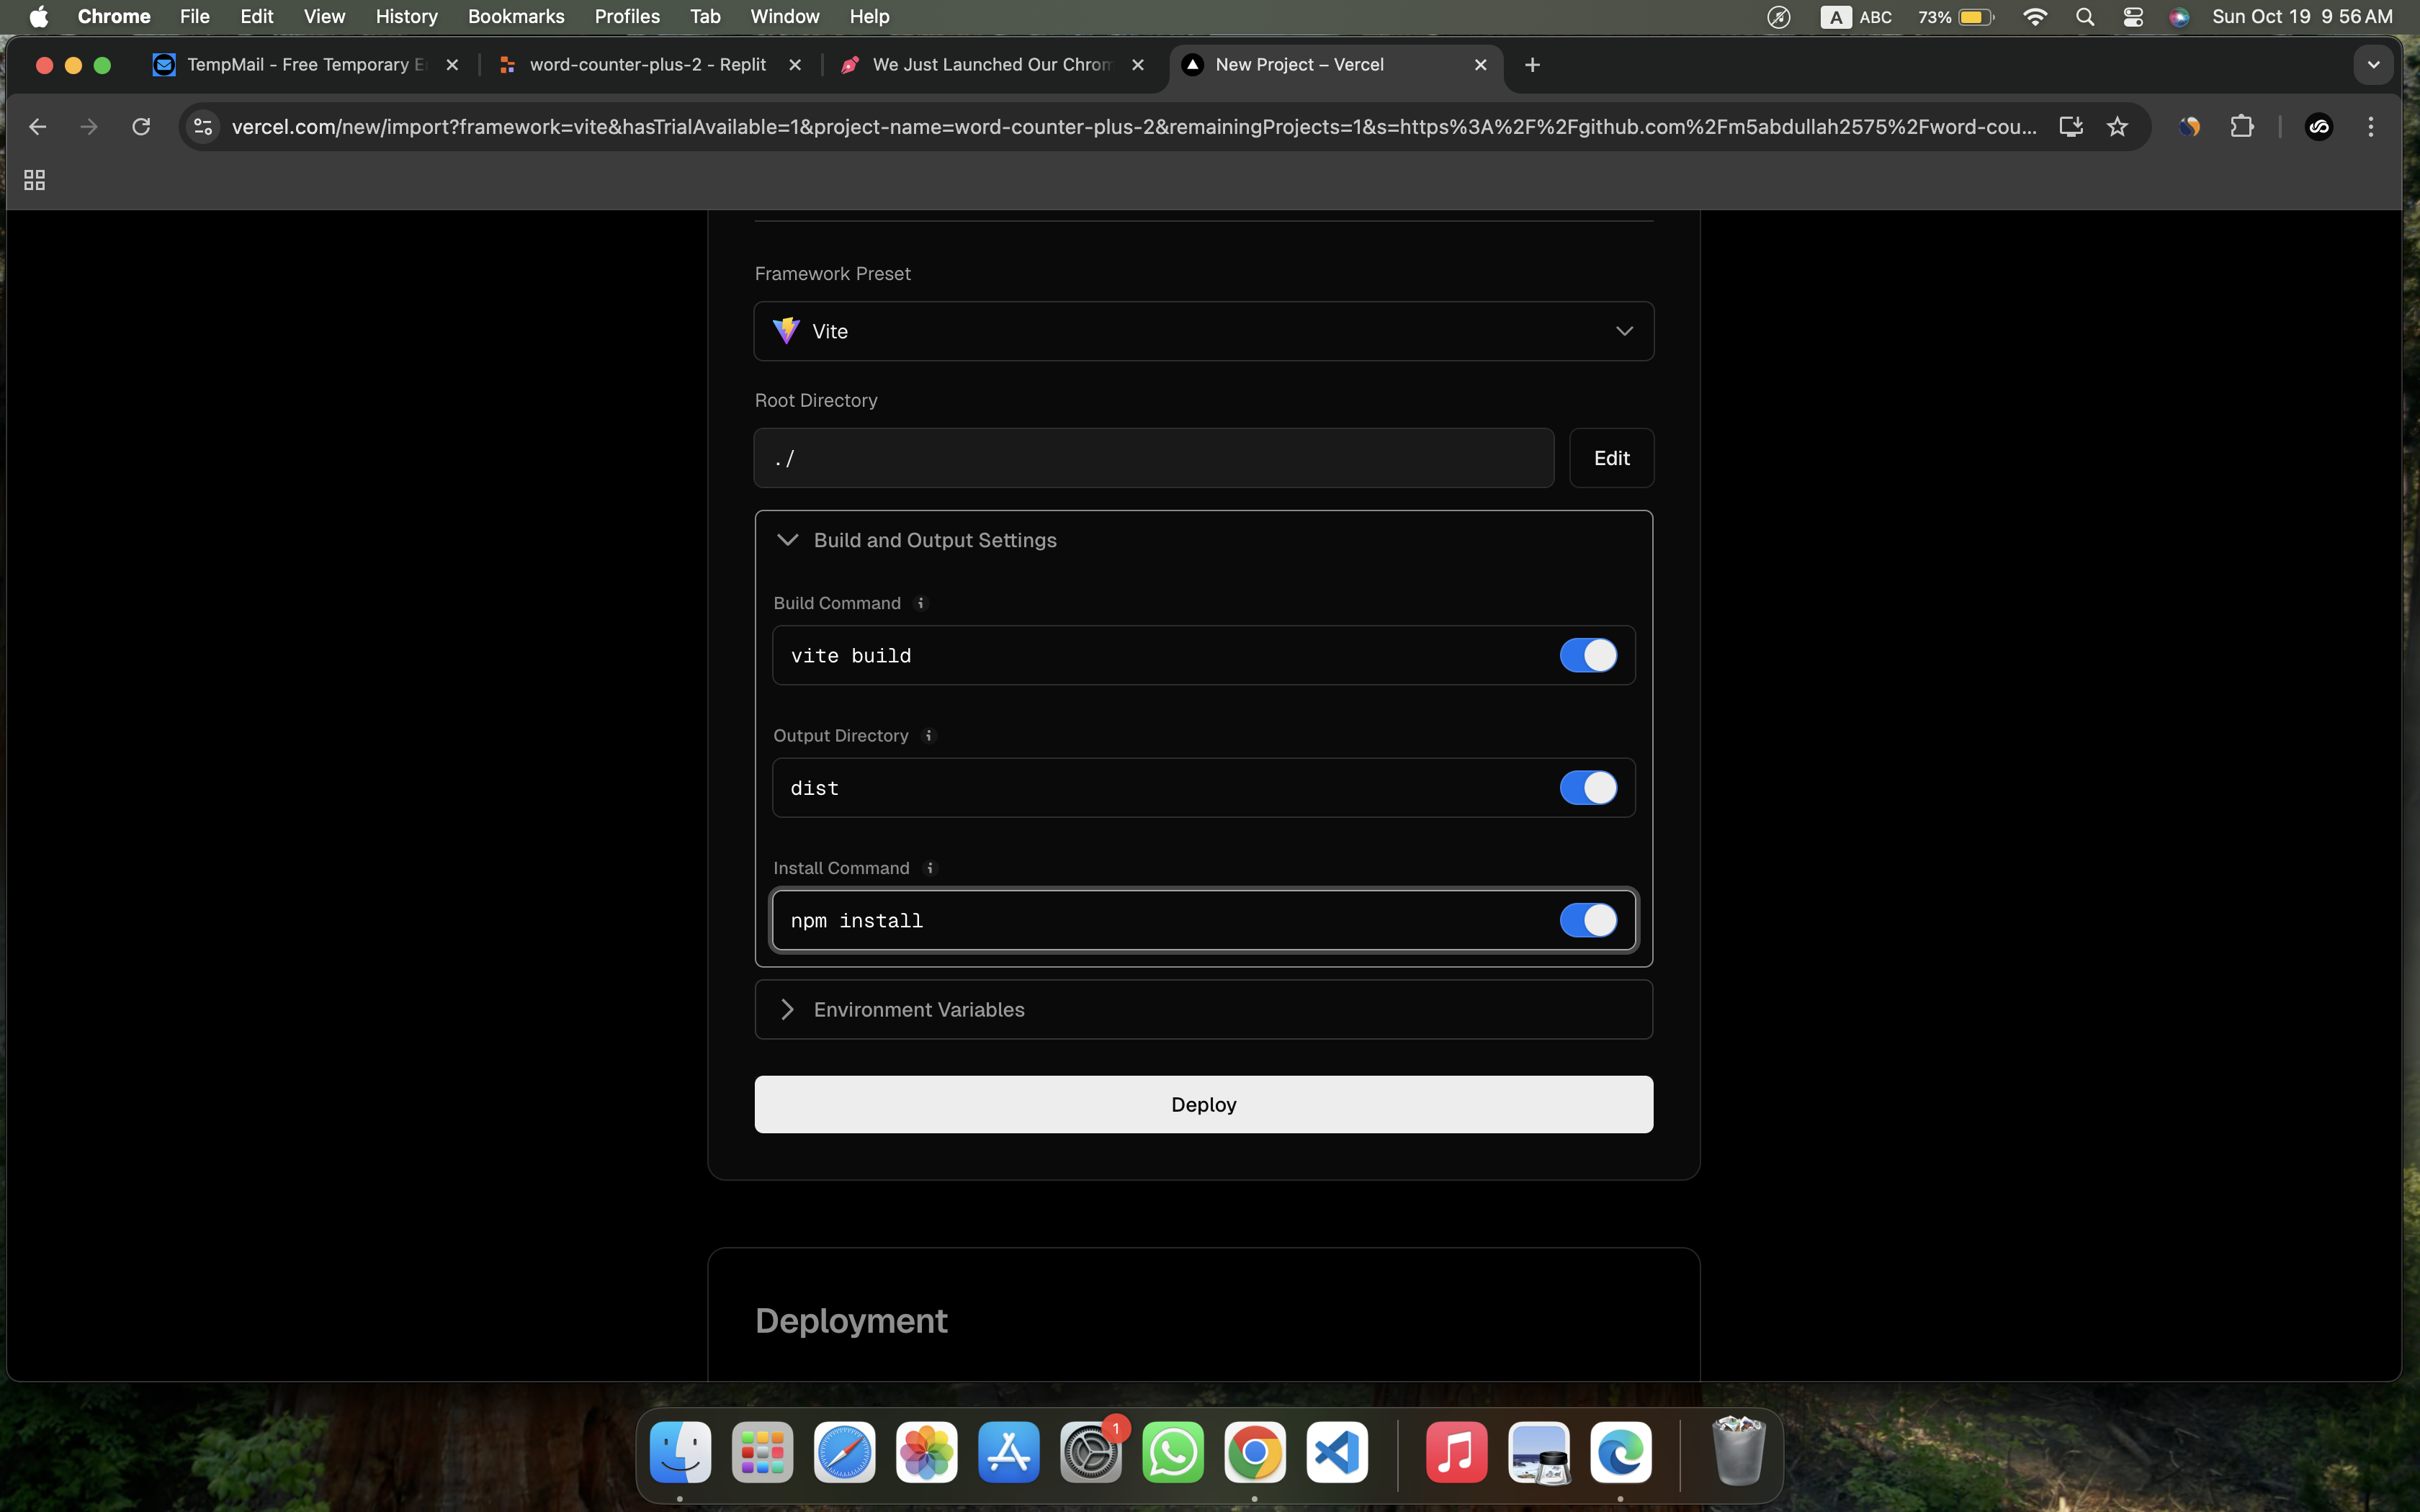 Chrome File Edit View History Bookmarks Profiles Tab Window Help A ABC 73% Sun Oct 19 9 56 AM
TempMail - Free Temporary E word-counter-plus-2 - Replit We Just Launched Our Chrom New Project – Vercel
vercel.com/new/import?framework=vite&hasTrialAvailable=1&project-name=word-counter-plus-2&remainingProjects=1&s=https%3A%2F%2Fgithub.com%2Fm5abdullah2575%2Fword-cou...
Framework Preset
Vite
Root Directory
./
Edit
Build and Output Settings
Build Command
vite build
Output Directory
dist
Install Command
npm install
Environment Variables
Deploy
Deployment
1